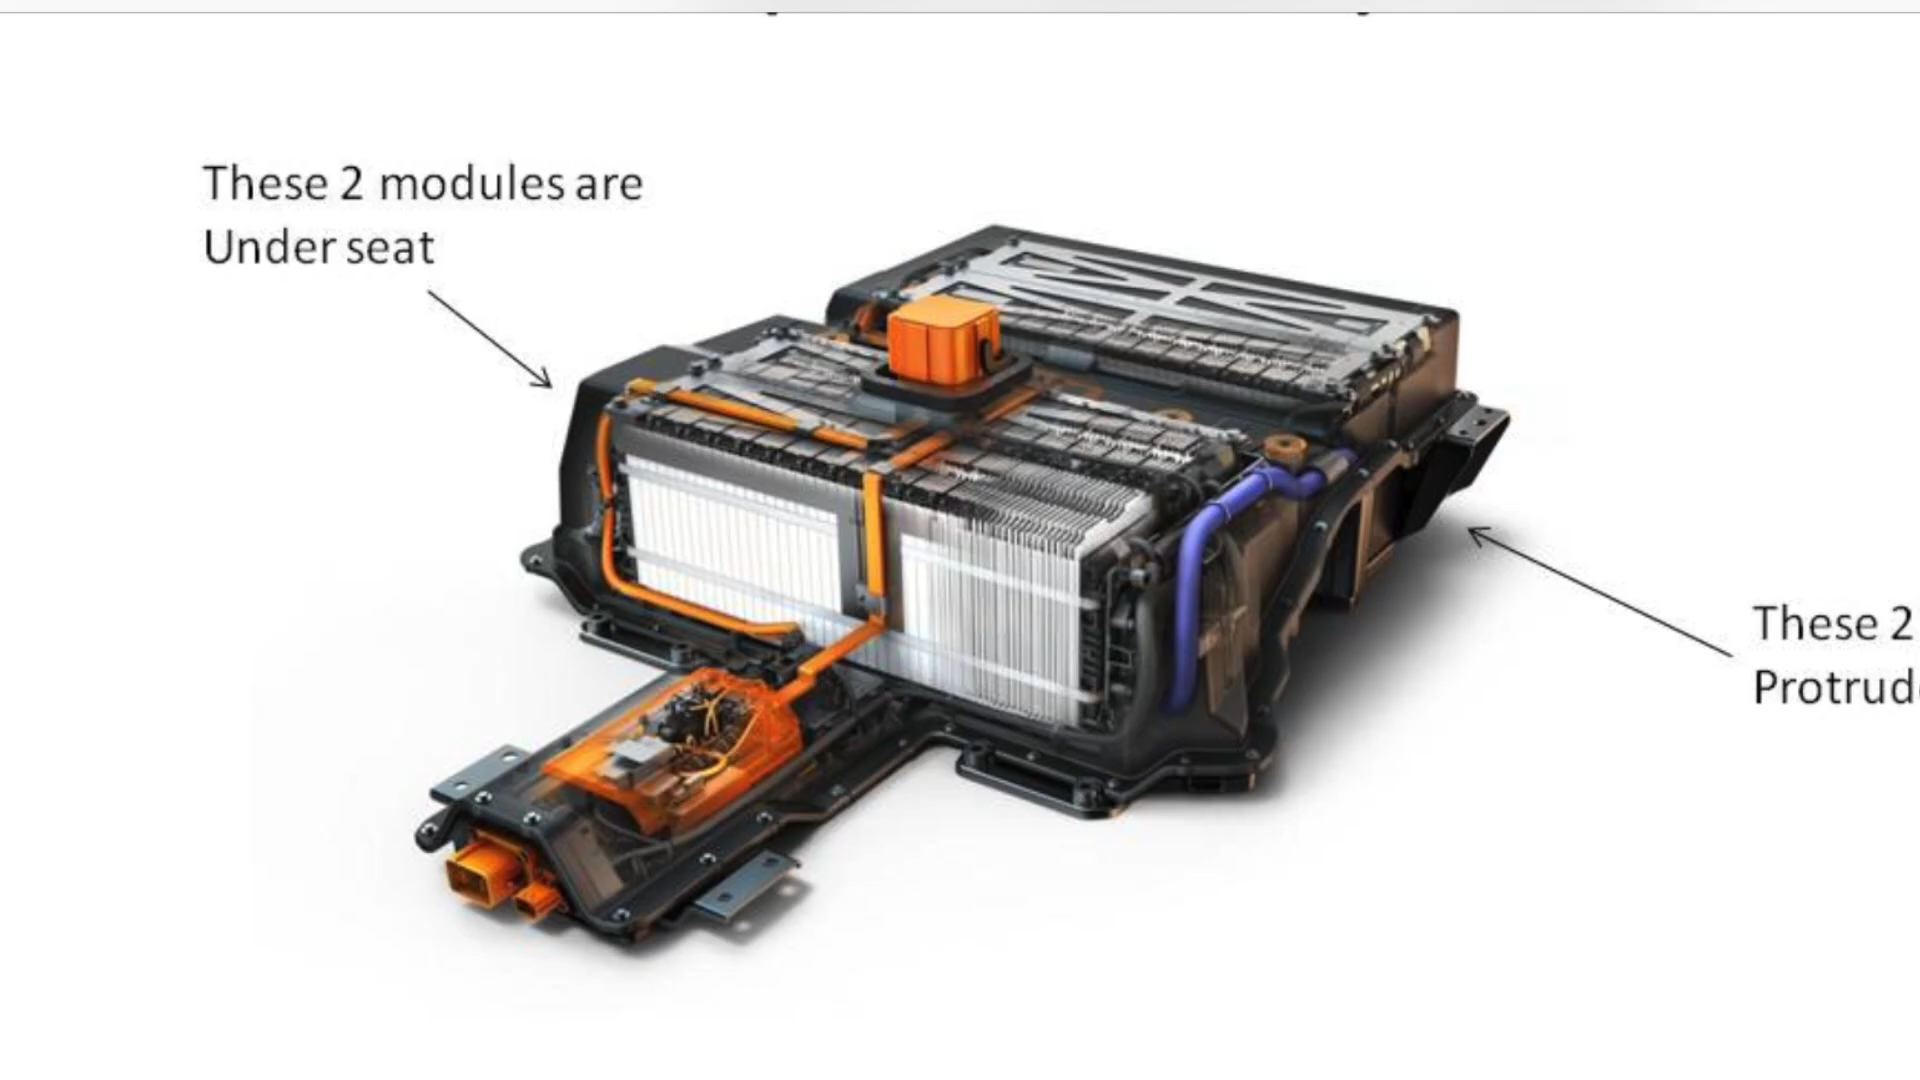 These 2 modules are
Under seat
These 2